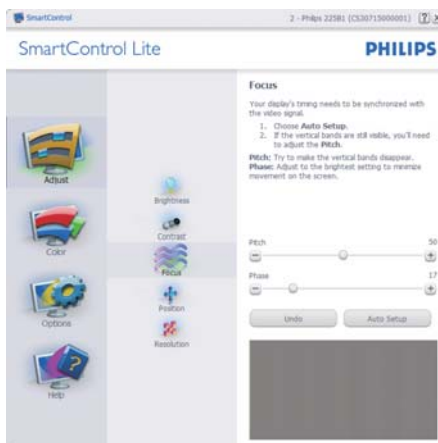 SmartControl
2 - Philips 225B1 (CS30715000001)
SmartControl Lite
PHILIPS
Adjust
Color
Options
Help
Brightness
Contrast
Focus
Position
Resolution
Focus
Your display's timing needs to be synchronized with
the video signal.
1. Choose Auto Setup.
2. If the vertical bands are still visible, you'll need
to adjust the Pitch.
Pitch: Try to make the vertical bands disappear.
Phase: Adjust to the brightest setting to minimize
movement on the screen.
Pitch 50
Phase 17
Undo Auto Setup